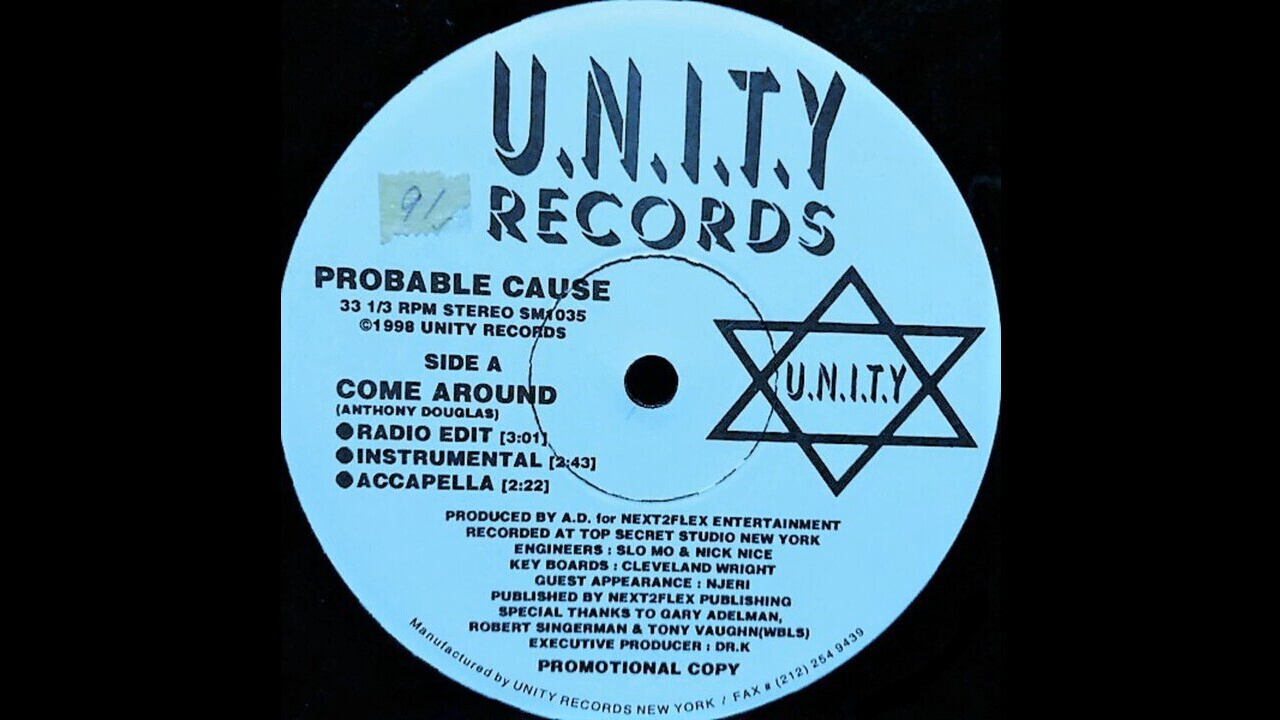 U.N.I.T.Y
RECORDS
91
PROBABLE CAUSE
33 1/3 RPM STEREO SM1035
©1998 UNITY RECORDS
SIDE A
COME AROUND
(ANTHONY DOUGLAS)
●RADIO EDIT [3:01]
●INSTRUMENTAL [2:43]
●ACCAPELLA [2:22]
U.N.I.T.Y
PRODUCED BY A.D. for NEXT2FLEX ENTERTAINMENT
RECORDED AT TOP SECRET STUDIO NEW YORK
ENGINEERS : SLO MO & NICK NICE
KEY BOARDS : CLEVELAND WRIGHT
GUEST APPEARANCE : NJERI
PUBLISHED BY NEXT2FLEX PUBLISHING
SPECIAL THANKS TO GARY ADELMAN,
ROBERT SINGERMAN & TONY VAUGHN(WBLS)
EXECUTIVE PRODUCER : DR.K
PROMOTIONAL COPY
Manufactured by UNITY RECORDS NEW YORK / FAX # (212) 254 9439